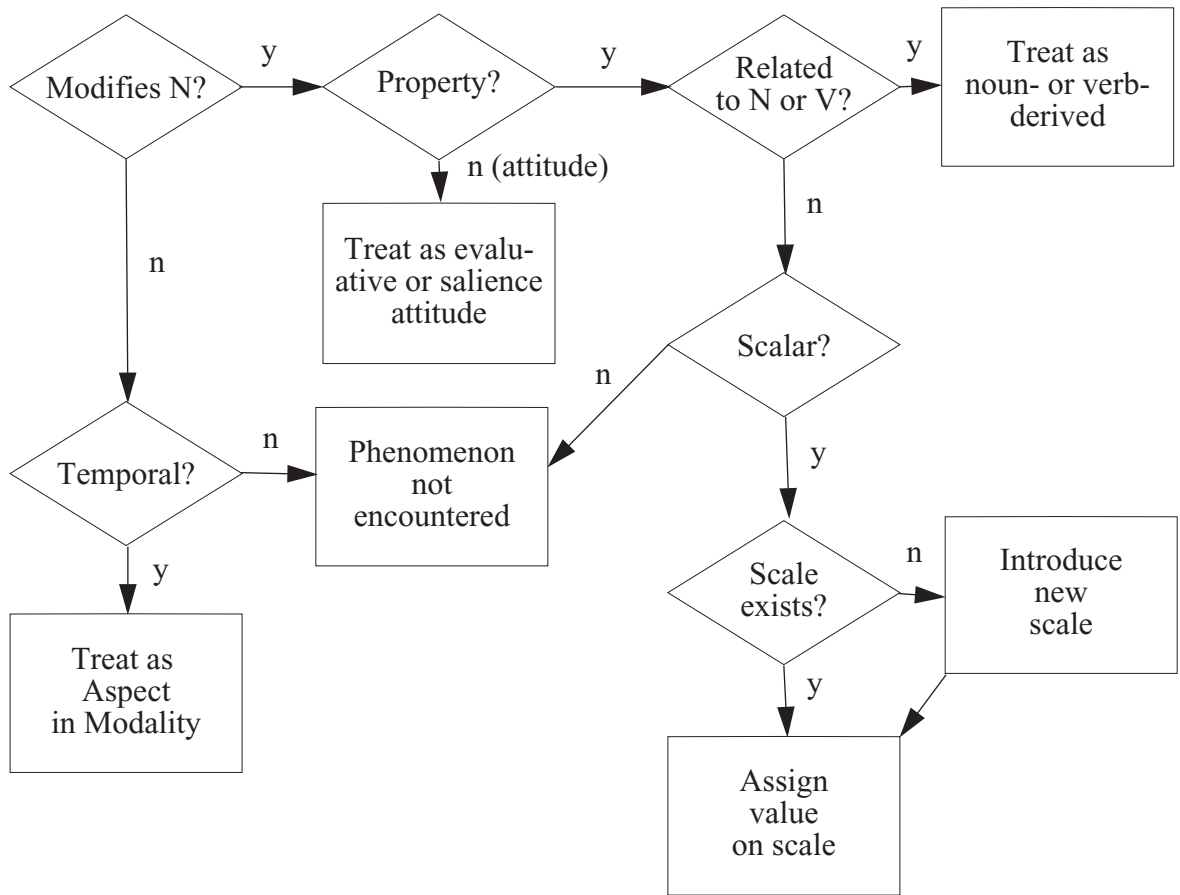 y
y
y
Modifies N?
Property?
Related
to N or V?
Treat as
noun- or verb-
derived
n (attitude)
n
n
Treat as evalu-
ative or salience
attitude
Scalar?
n
n
y
Temporal?
Phenomenon
not
encountered
y
n
Scale
exists?
Introduce
new
scale
Treat as
Aspect
in Modality
y
Assign
value
on scale